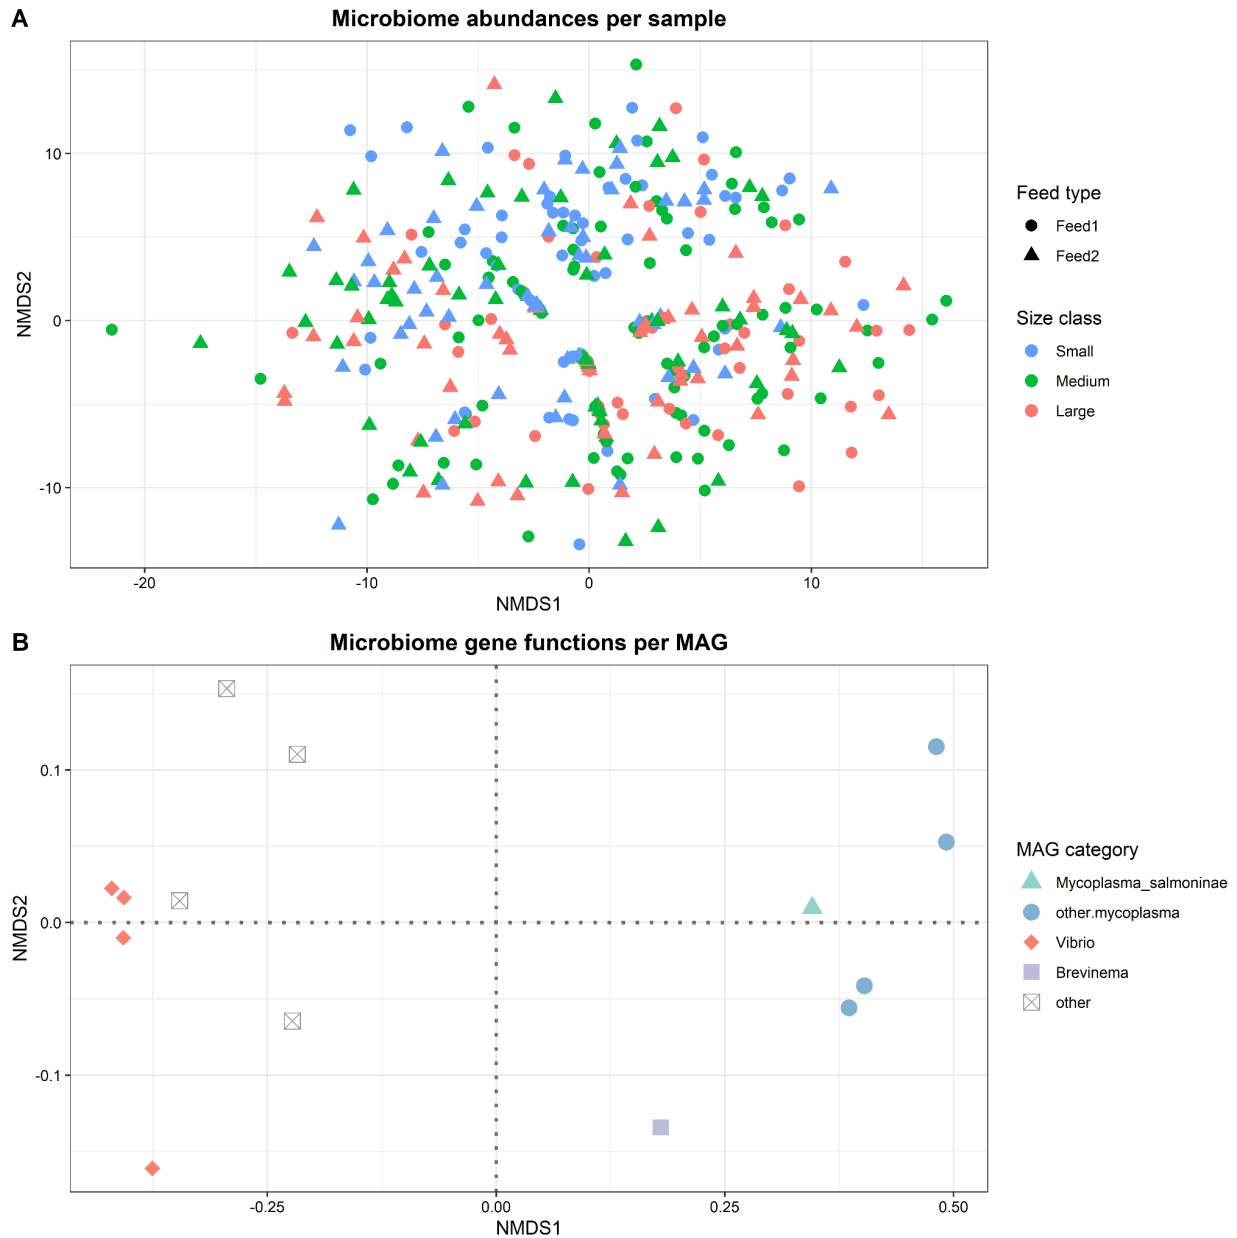 A
Microbiome abundances per sample
10
0
-10
NMDS2
-20
-10
0
10
NMDS1
Feed type
Feed1
Feed2
Size class
Small
Medium
Large
B
Microbiome gene functions per MAG
0.1
0.0
-0.1
NMDS2
-0.25
0.00
0.25
0.50
NMDS1
MAG category
Mycoplasma_salmoninae
other.mycoplasma
Vibrio
Brevinema
other